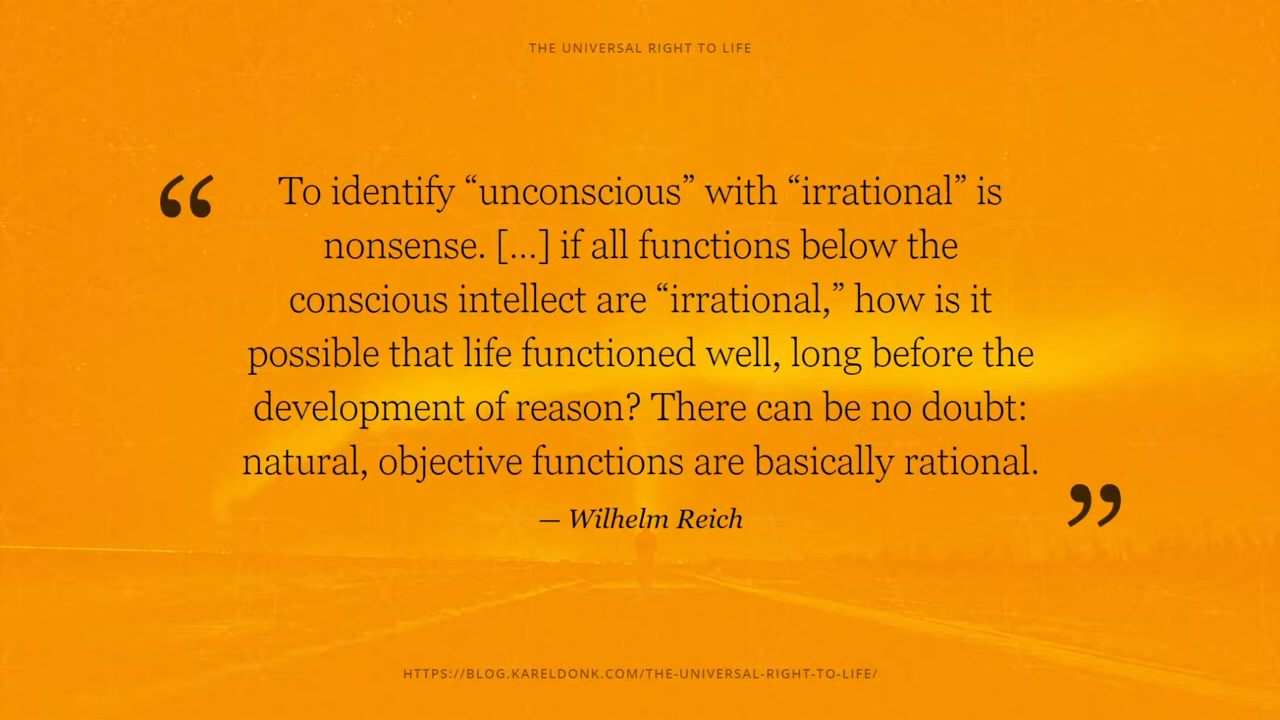 THE UNIVERSAL RIGHT TO LIFE
“
To identify “unconscious” with “irrational” is
nonsense. [...] if all functions below the
conscious intellect are “irrational,” how is it
possible that life functioned well, long before the
development of reason? There can be no doubt:
natural, objective functions are basically rational.
”
— Wilhelm Reich
HTTPS://BLOG.KARELDONK.COM/THE-UNIVERSAL-RIGHT-TO-LIFE/